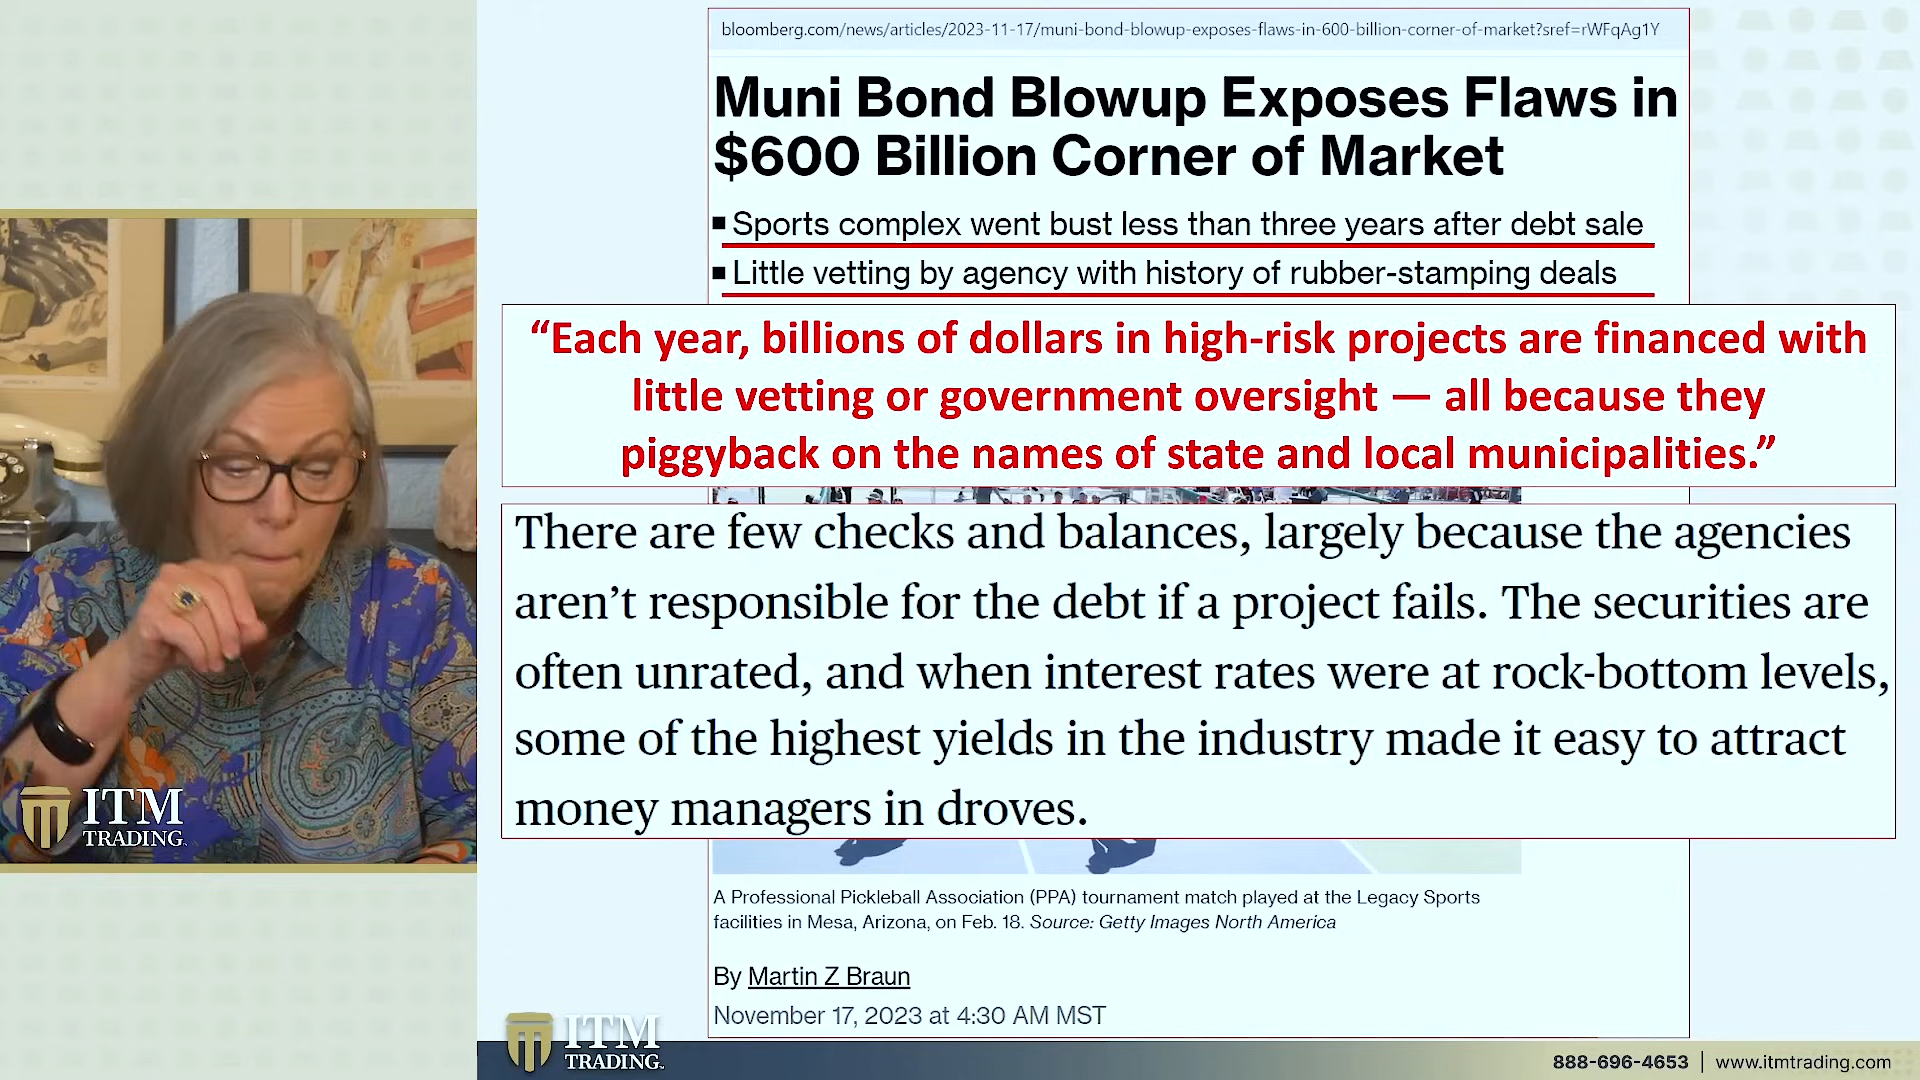 bloomberg.com/news/articles/2023-11-17/muni-bond-blowup-exposes-flaws-in-600-billion-corner-of-market?sref=rWFqAg1Y
Muni Bond Blowup Exposes Flaws in
$600 Billion Corner of Market
Sports complex went bust less than three years after debt sale
Little vetting by agency with history of rubber-stamping deals
“Each year, billions of dollars in high-risk projects are financed with
little vetting or government oversight — all because they
piggyback on the names of state and local municipalities.”
There are few checks and balances, largely because the agencies
aren’t responsible for the debt if a project fails. The securities are
often unrated, and when interest rates were at rock-bottom levels,
some of the highest yields in the industry made it easy to attract
money managers in droves.
A Professional Pickleball Association (PPA) tournament match played at the Legacy Sports
facilities in Mesa, Arizona, on Feb. 18. Source: Getty Images North America
By Martin Z Braun
November 17, 2023 at 4:30 AM MST
ITM
TRADING
ITM
TRADING
888-696-4653 | www.itmtrading.com